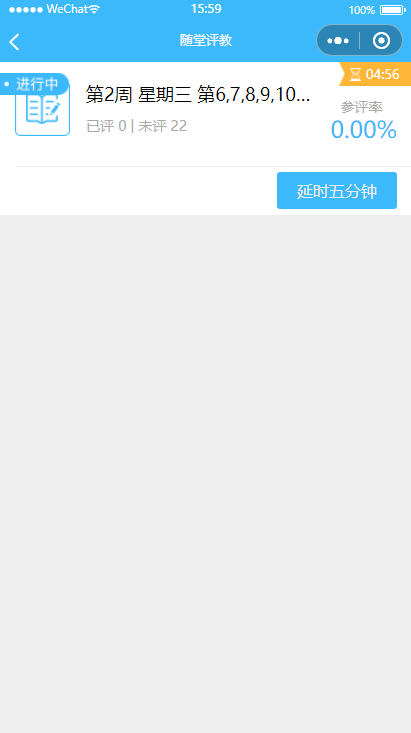 WeChat 15:59 100%
随堂评教
04:56
进行中
第2周 星期三 第6,7,8,9,10...
参评率
已评 0 | 未评 22
0.00%
延时五分钟